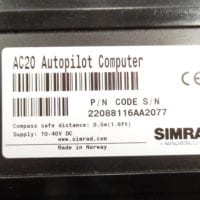 AC20 Autopilot Computer
P/N CODE S/N
22088116AA2077
Compass safe distance: 0.5m(1.6ft)
Supply: 10-40V DC
www.simrad.com
Made in Norway
SIMRAD